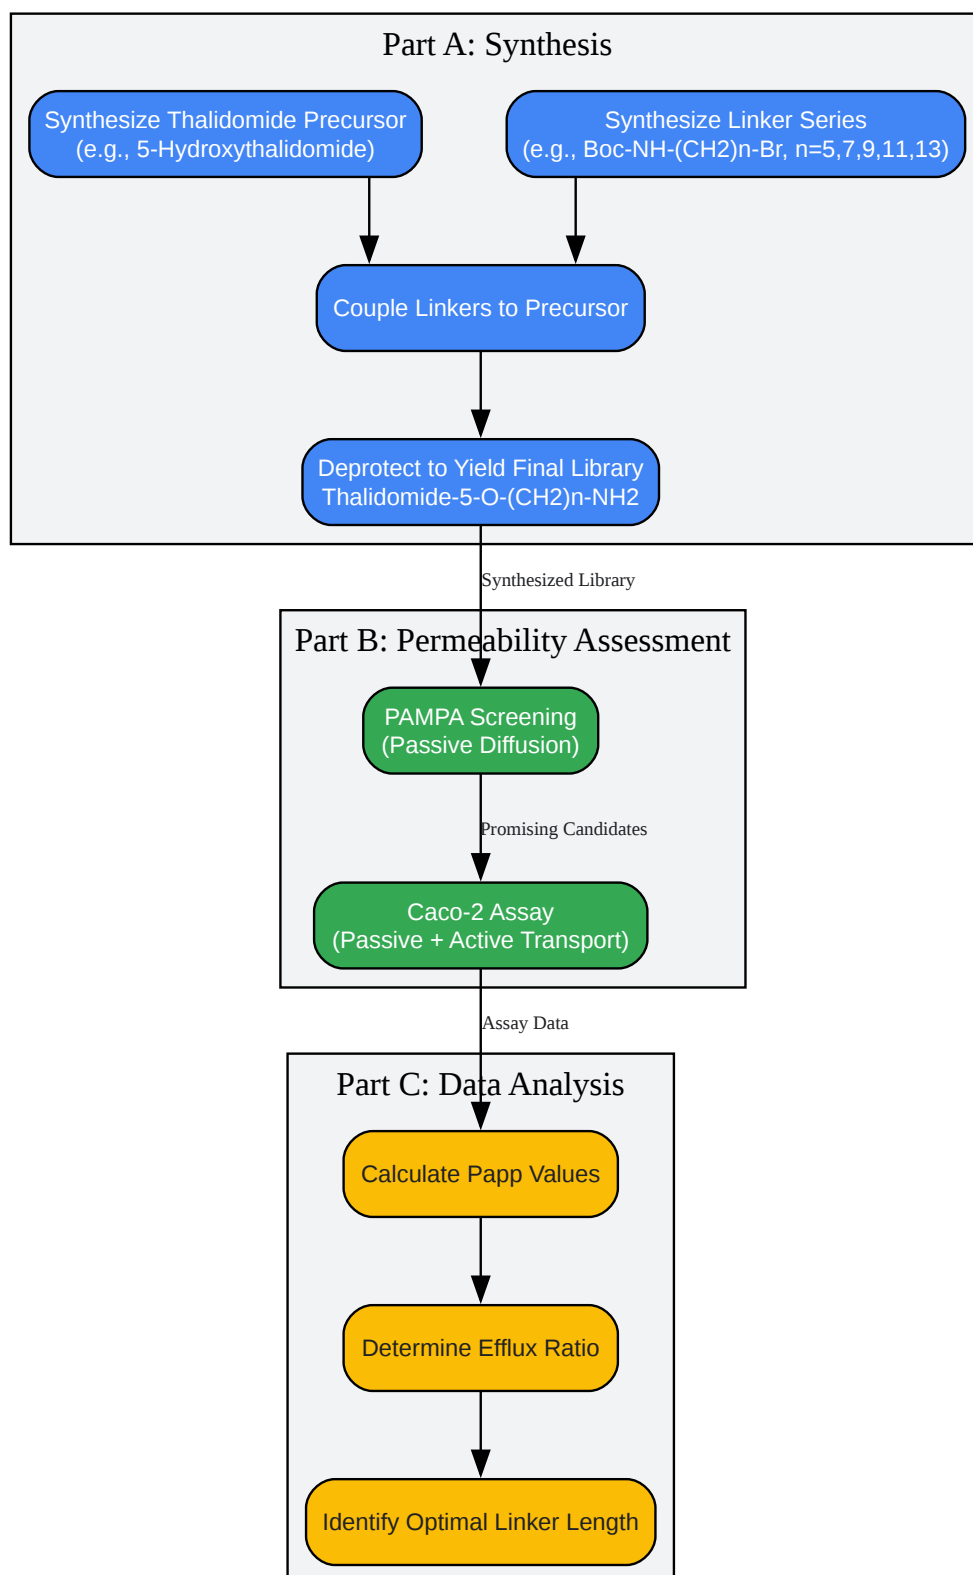 Part A: Synthesis
Synthesize Thalidomide Precursor
(e.g., 5-Hydroxythalidomide)
Synthesize Linker Series
(e.g., Boc-NH-(CH2)n-Br, n=5,7,9,11,13)
Couple Linkers to Precursor
Deprotect to Yield Final Library
Thalidomide-5-O-(CH2)n-NH2
Synthesized Library
Part B: Permeability Assessment
PAMPA Screening
(Passive Diffusion)
Promising Candidates
Caco-2 Assay
(Passive + Active Transport)
Assay Data
Part C: Data Analysis
Calculate Papp Values
Determine Efflux Ratio
Identify Optimal Linker Length